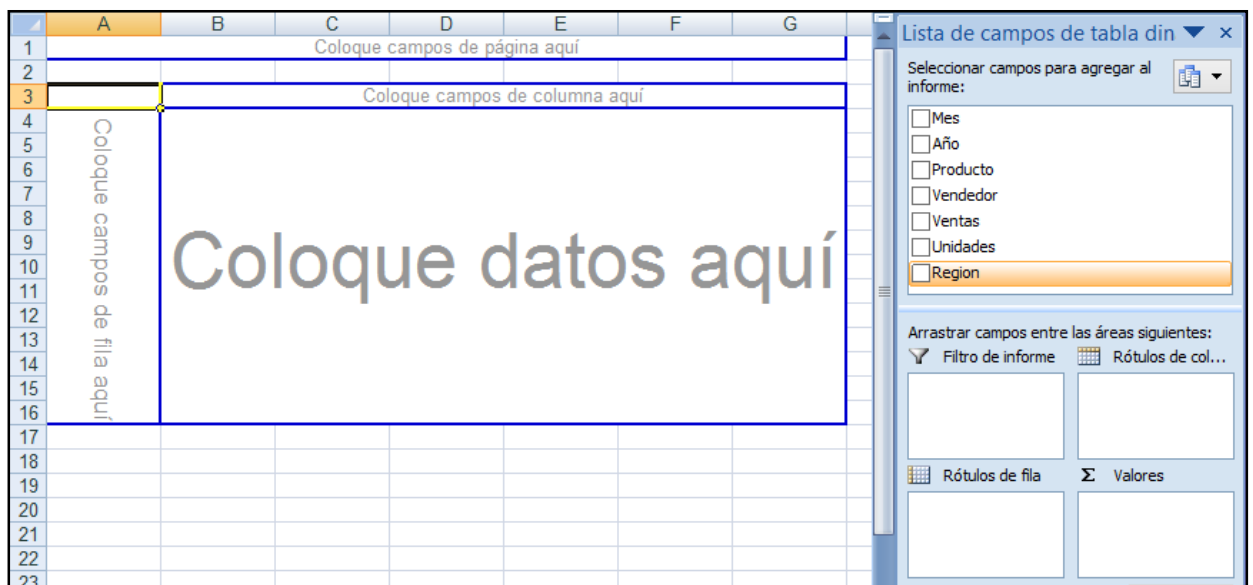 A B C D E F G
1 Coloque campos de página aquí
2
3 Coloque campos de columna aquí
4
5
6
7
8
9
10
11
12
13
14
15
16
17
18
19
20
21
22
23
Coloque campos de fila aquí
Coloque datos aquí
Lista de campos de tabla din
Seleccionar campos para agregar al
informe:
Mes
Año
Producto
Vendedor
Ventas
Unidades
Region
Arrastrar campos entre las áreas siguientes:
Filtro de informe Rótulos de col...
Rótulos de fila Σ Valores